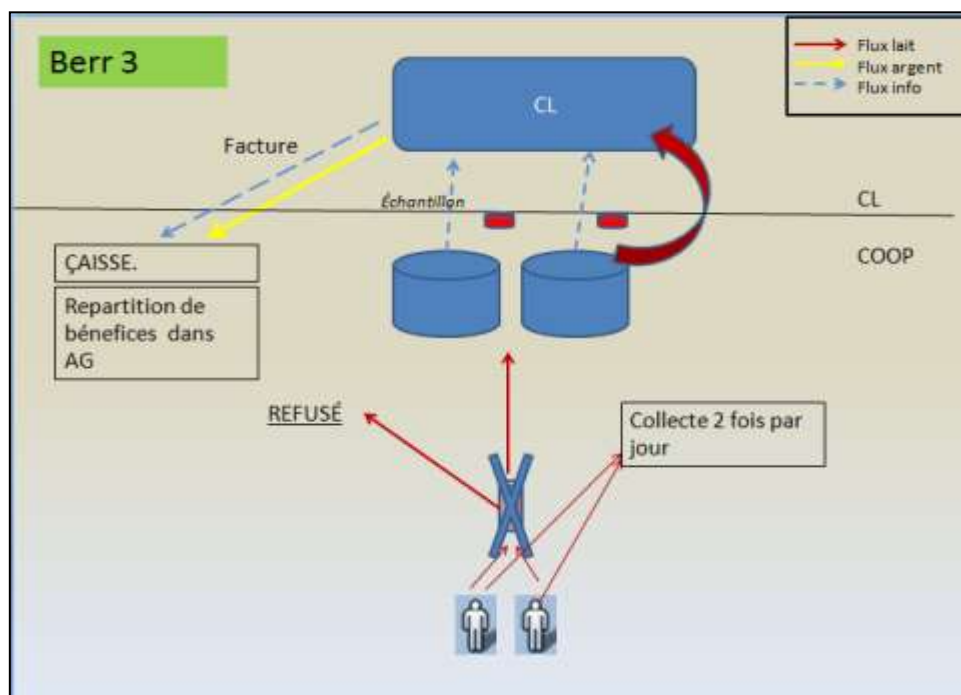 Berr 3
Flux lait
Flux argent
Flux info
CL
Facture
Échantillon
CL
COOP
ÇAISSE.
Repartition de
bénefices dans
AG
REFUSÉ
Collecte 2 fois par
jour